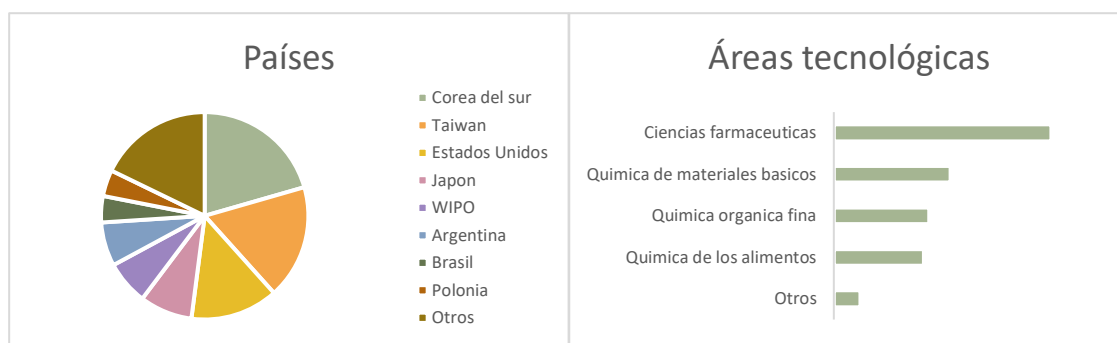 Países
Corea del sur
Taiwan
Estados Unidos
Japon
WIPO
Argentina
Brasil
Polonia
Otros
Áreas tecnológicas
Ciencias farmaceuticas
Quimica de materiales basicos
Quimica organica fina
Quimica de los alimentos
Otros